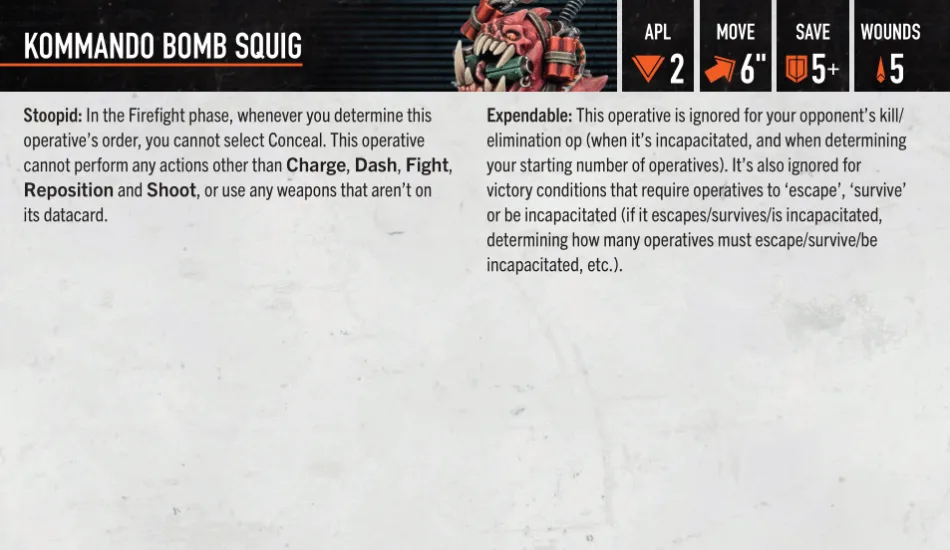 KOMMANDO BOMB SQUIG
APL
2
MOVE
6"
SAVE
5+
WOUNDS
5
Stoopid: In the Firefight phase, whenever you determine this
operative's order, you cannot select Conceal. This operative
cannot perform any actions other than Charge, Dash, Fight,
Reposition and Shoot, or use any weapons that aren't on
its datacard.
Expendable: This operative is ignored for your opponent's kill/
elimination op (when it's incapacitated, and when determining
your starting number of operatives). It's also ignored for
victory conditions that require operatives to ‘escape’, ‘survive’
or be incapacitated (if it escapes/survives/is incapacitated,
determining how many operatives must escape/survive/be
incapacitated, etc.).